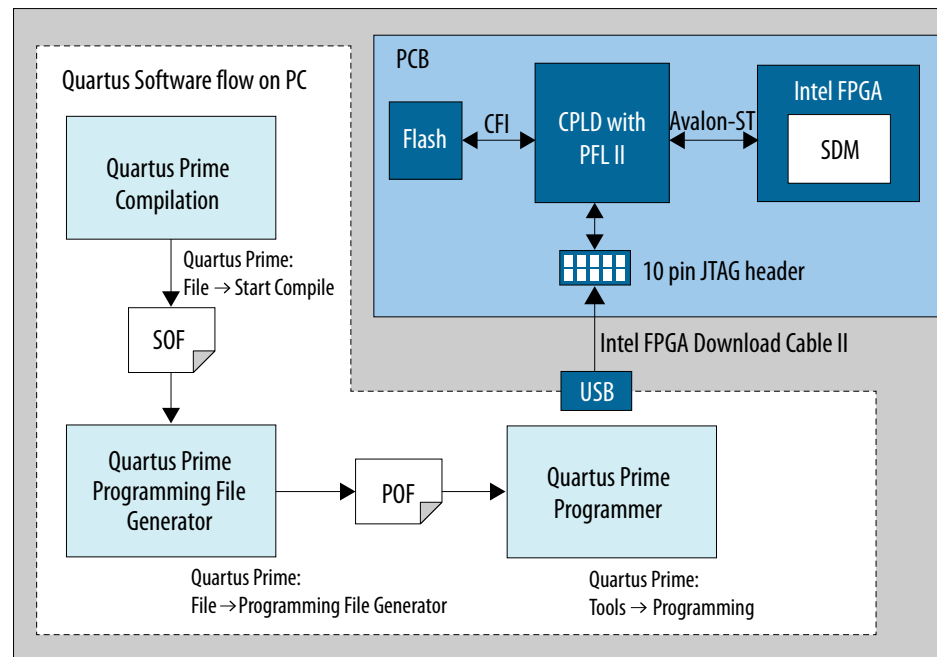 Quartus Software flow on PC
Quartus Prime
Compilation
Quartus Prime:
File → Start Compile
SOF
Quartus Prime
Programming File
Generator
Quartus Prime:
File → Programming File Generator
POF
Quartus Prime
Programmer
Quartus Prime:
Tools → Programming
PCB
Flash
CFI
CPLD with
PFL II
Avalon-ST
Intel FPGA
SDM
10 pin JTAG header
Intel FPGA Download Cable II
USB